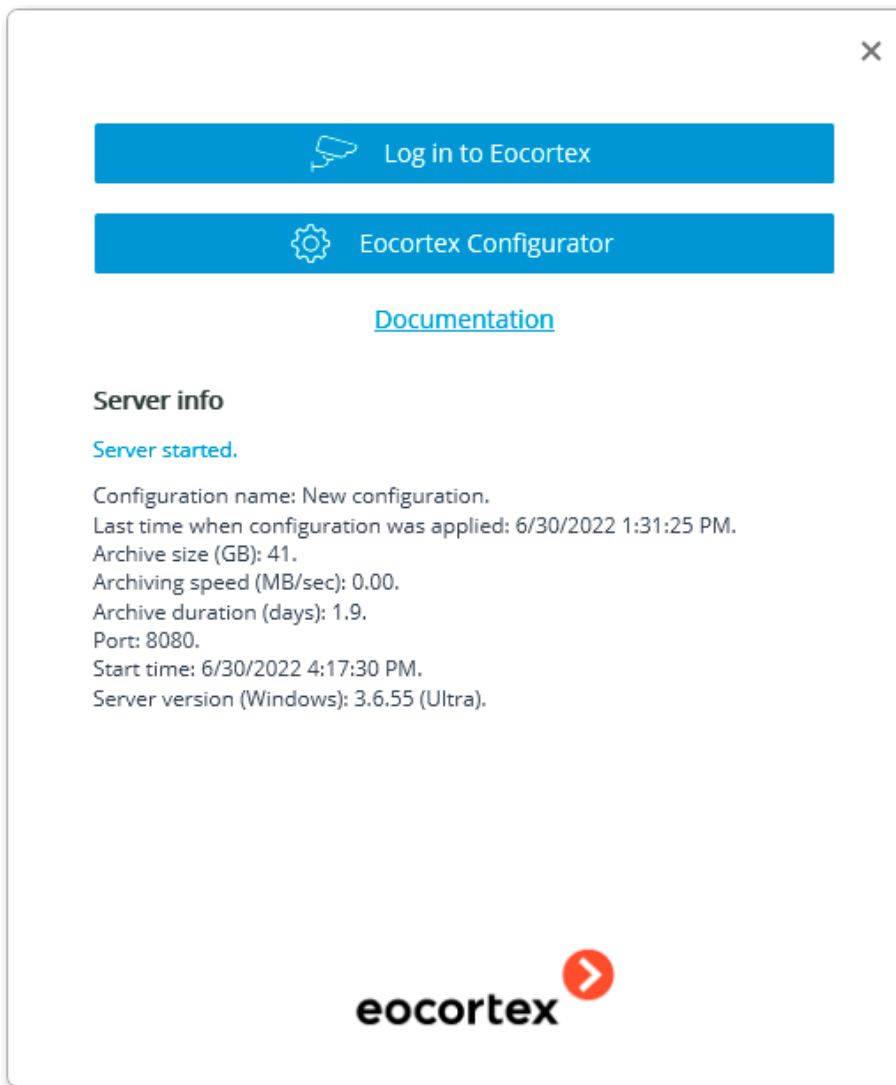 Log in to Eocortex
Eocortex Configurator
Documentation
Server info
Server started.
Configuration name: New configuration.
Last time when configuration was applied: 6/30/2022 1:31:25 PM.
Archive size (GB): 41.
Archiving speed (MB/sec): 0.00.
Archive duration (days): 1.9.
Port: 8080.
Start time: 6/30/2022 4:17:30 PM.
Server version (Windows): 3.6.55 (Ultra).
eocortex